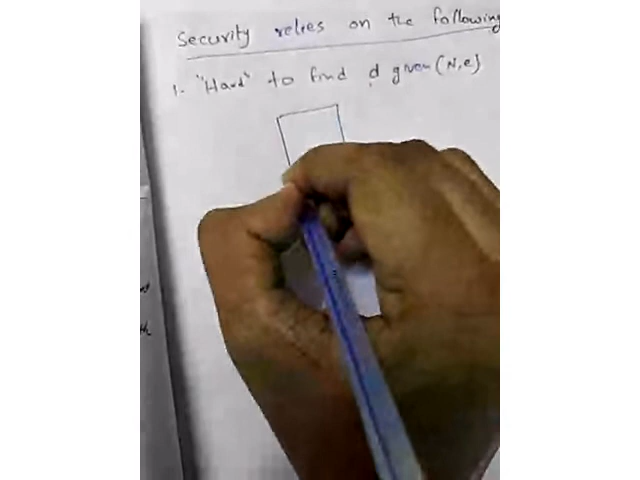 Security relies on the following
1. "Hard" to find d given (N,e)